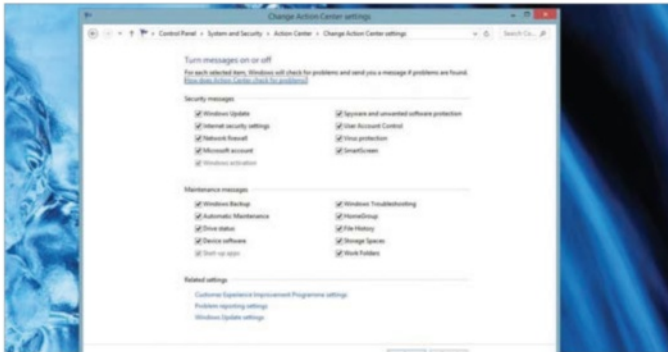 Change Action Center settings
Control Panel › System and Security › Action Center › Change Action Center settings
Search Co...
Turn messages on or off
For each selected item, Windows will check for problems and send you a message if problems are found.
How does Action Center check for problems?
Security messages
Windows Update
Spyware and unwanted software protection
Internet security settings
User Account Control
Network firewall
Virus protection
Microsoft account
SmartScreen
Windows activation
Maintenance messages
Windows Backup
Windows Troubleshooting
Automatic Maintenance
HomeGroup
Drive status
File History
Device software
Storage Spaces
Start-up apps
Work Folders
Related settings
Customer Experience Improvement Programme settings
Problem reporting settings
Windows Update settings